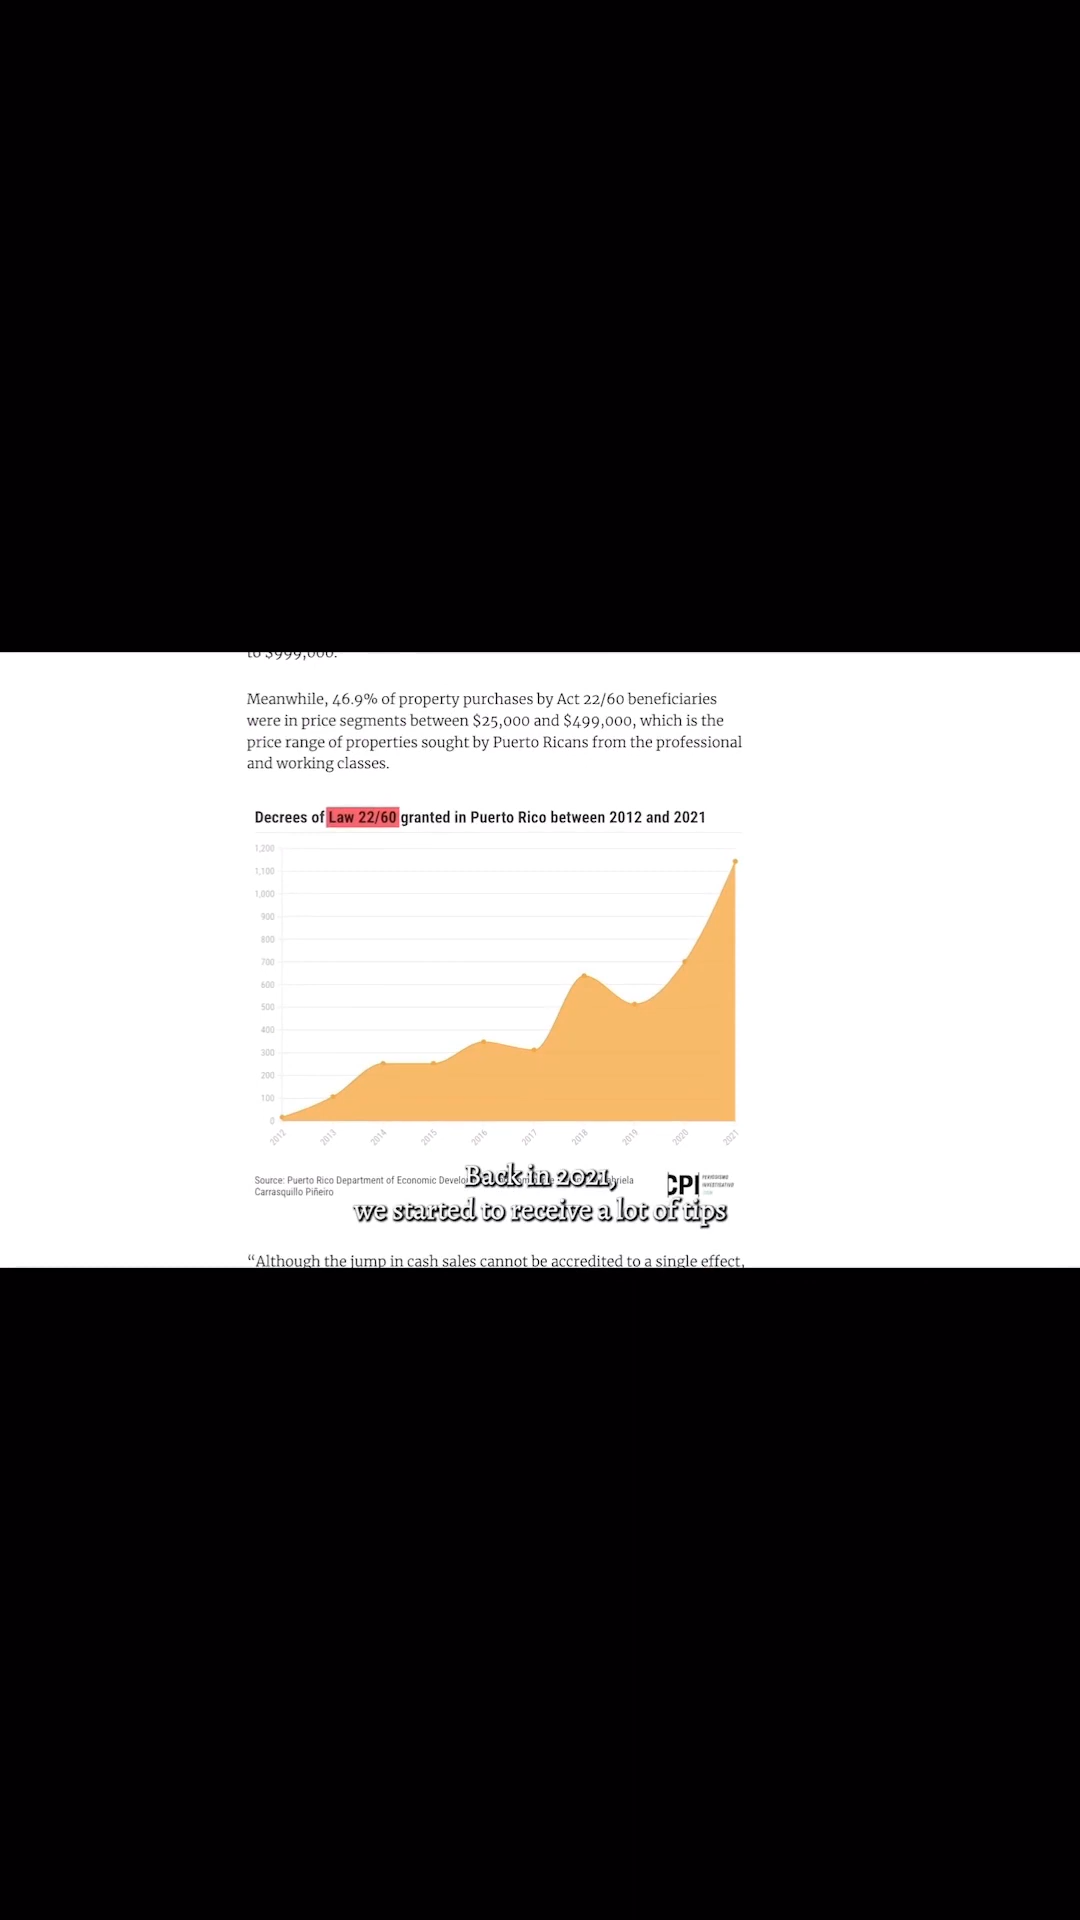 to $999,000.
Meanwhile, 46.9% of property purchases by Act 22/60 beneficiaries
were in price segments between $25,000 and $499,000, which is the
price range of properties sought by Puerto Ricans from the professional
and working classes.
Decrees of Law 22/60 granted in Puerto Rico between 2012 and 2021
1,200
1,100
1,000
900
800
700
600
500
400
300
200
100
0
2012 2013 2014 2015 2016 2017 2018 2019 2020 2021
Source: Puerto Rico Department of Economic
Carrasquillo Piñeiro
CPI
PERIODISMO
INVESTIGATIVO
Back in 2021,
we started to receive a lot of tips
“Although the jump in cash sales cannot be accredited to a single effect,